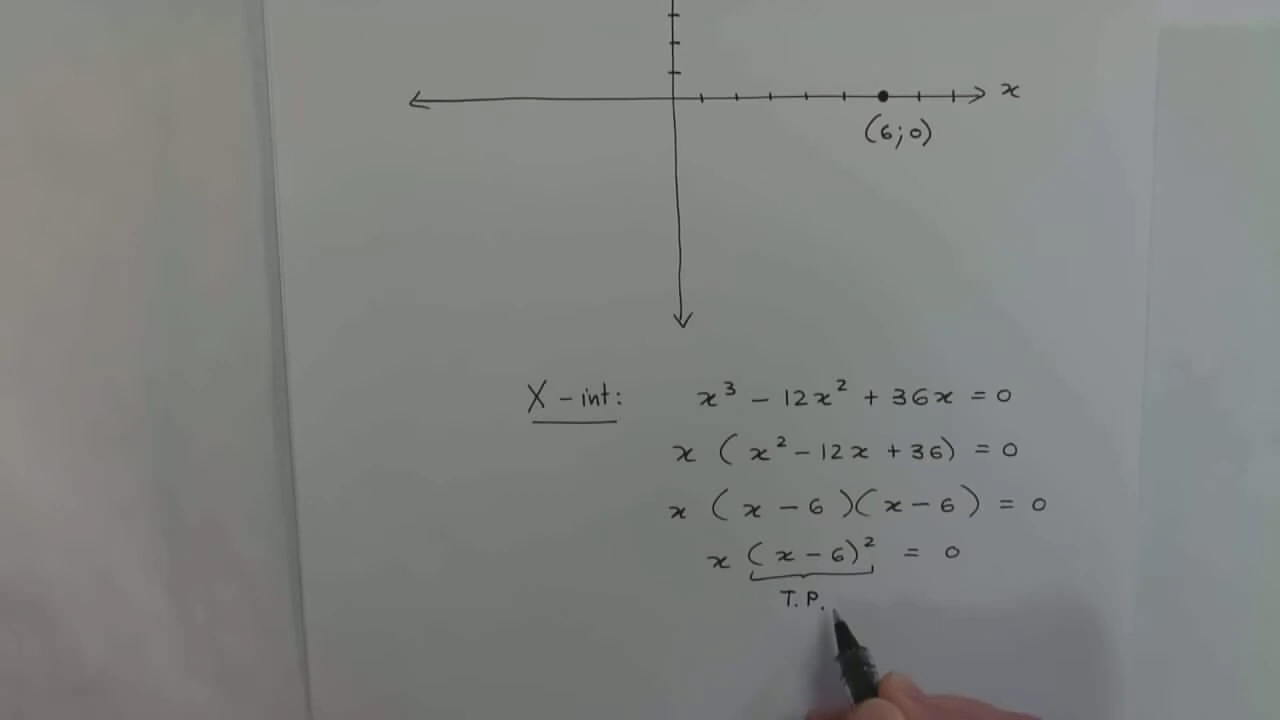 x
(6;0)
X-int: x³ - 12x² + 36x = 0
x (x² - 12x + 36) = 0
x (x - 6)(x - 6) = 0
x (x - 6)² = 0
T.P.